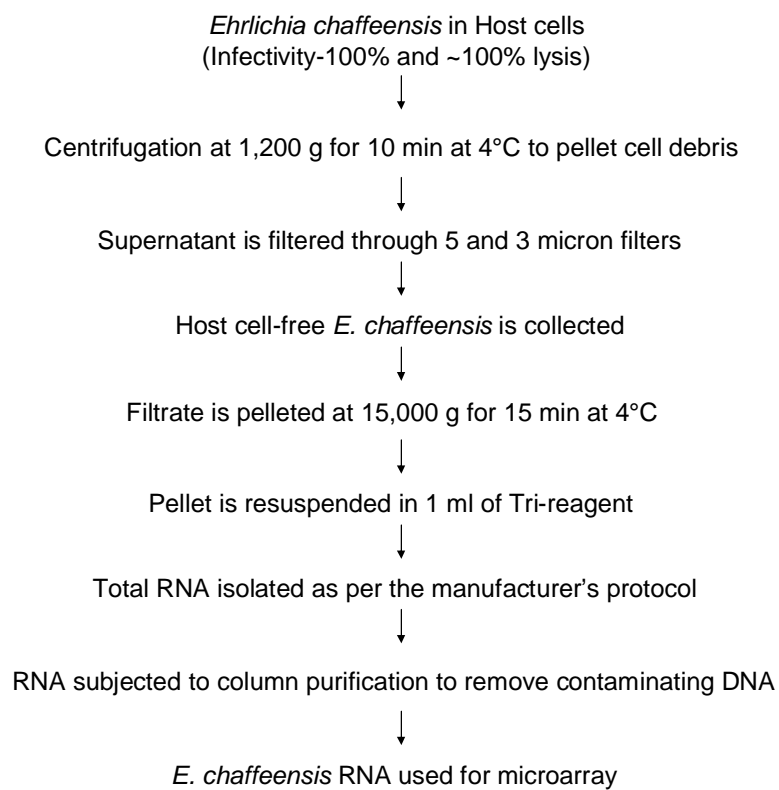 Ehrlichia chaffeensis in Host cells
(Infectivity-100% and ~100% lysis)
Centrifugation at 1,200 g for 10 min at 4°C to pellet cell debris
Supernatant is filtered through 5 and 3 micron filters
Host cell-free E. chaffeensis is collected
Filtrate is pelleted at 15,000 g for 15 min at 4°C
Pellet is resuspended in 1 ml of Tri-reagent
Total RNA isolated as per the manufacturer’s protocol
RNA subjected to column purification to remove contaminating DNA
E. chaffeensis RNA used for microarray